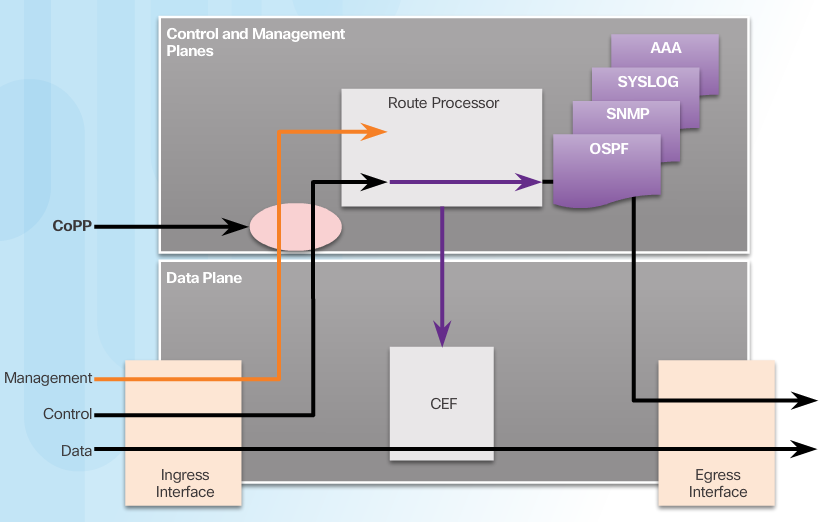 Control and Management
Planes
AAA
SYSLOG
SNMP
OSPF
Route Processor
CoPP
Data Plane
Management
Control
Data
CEF
Ingress
Interface
Egress
Interface